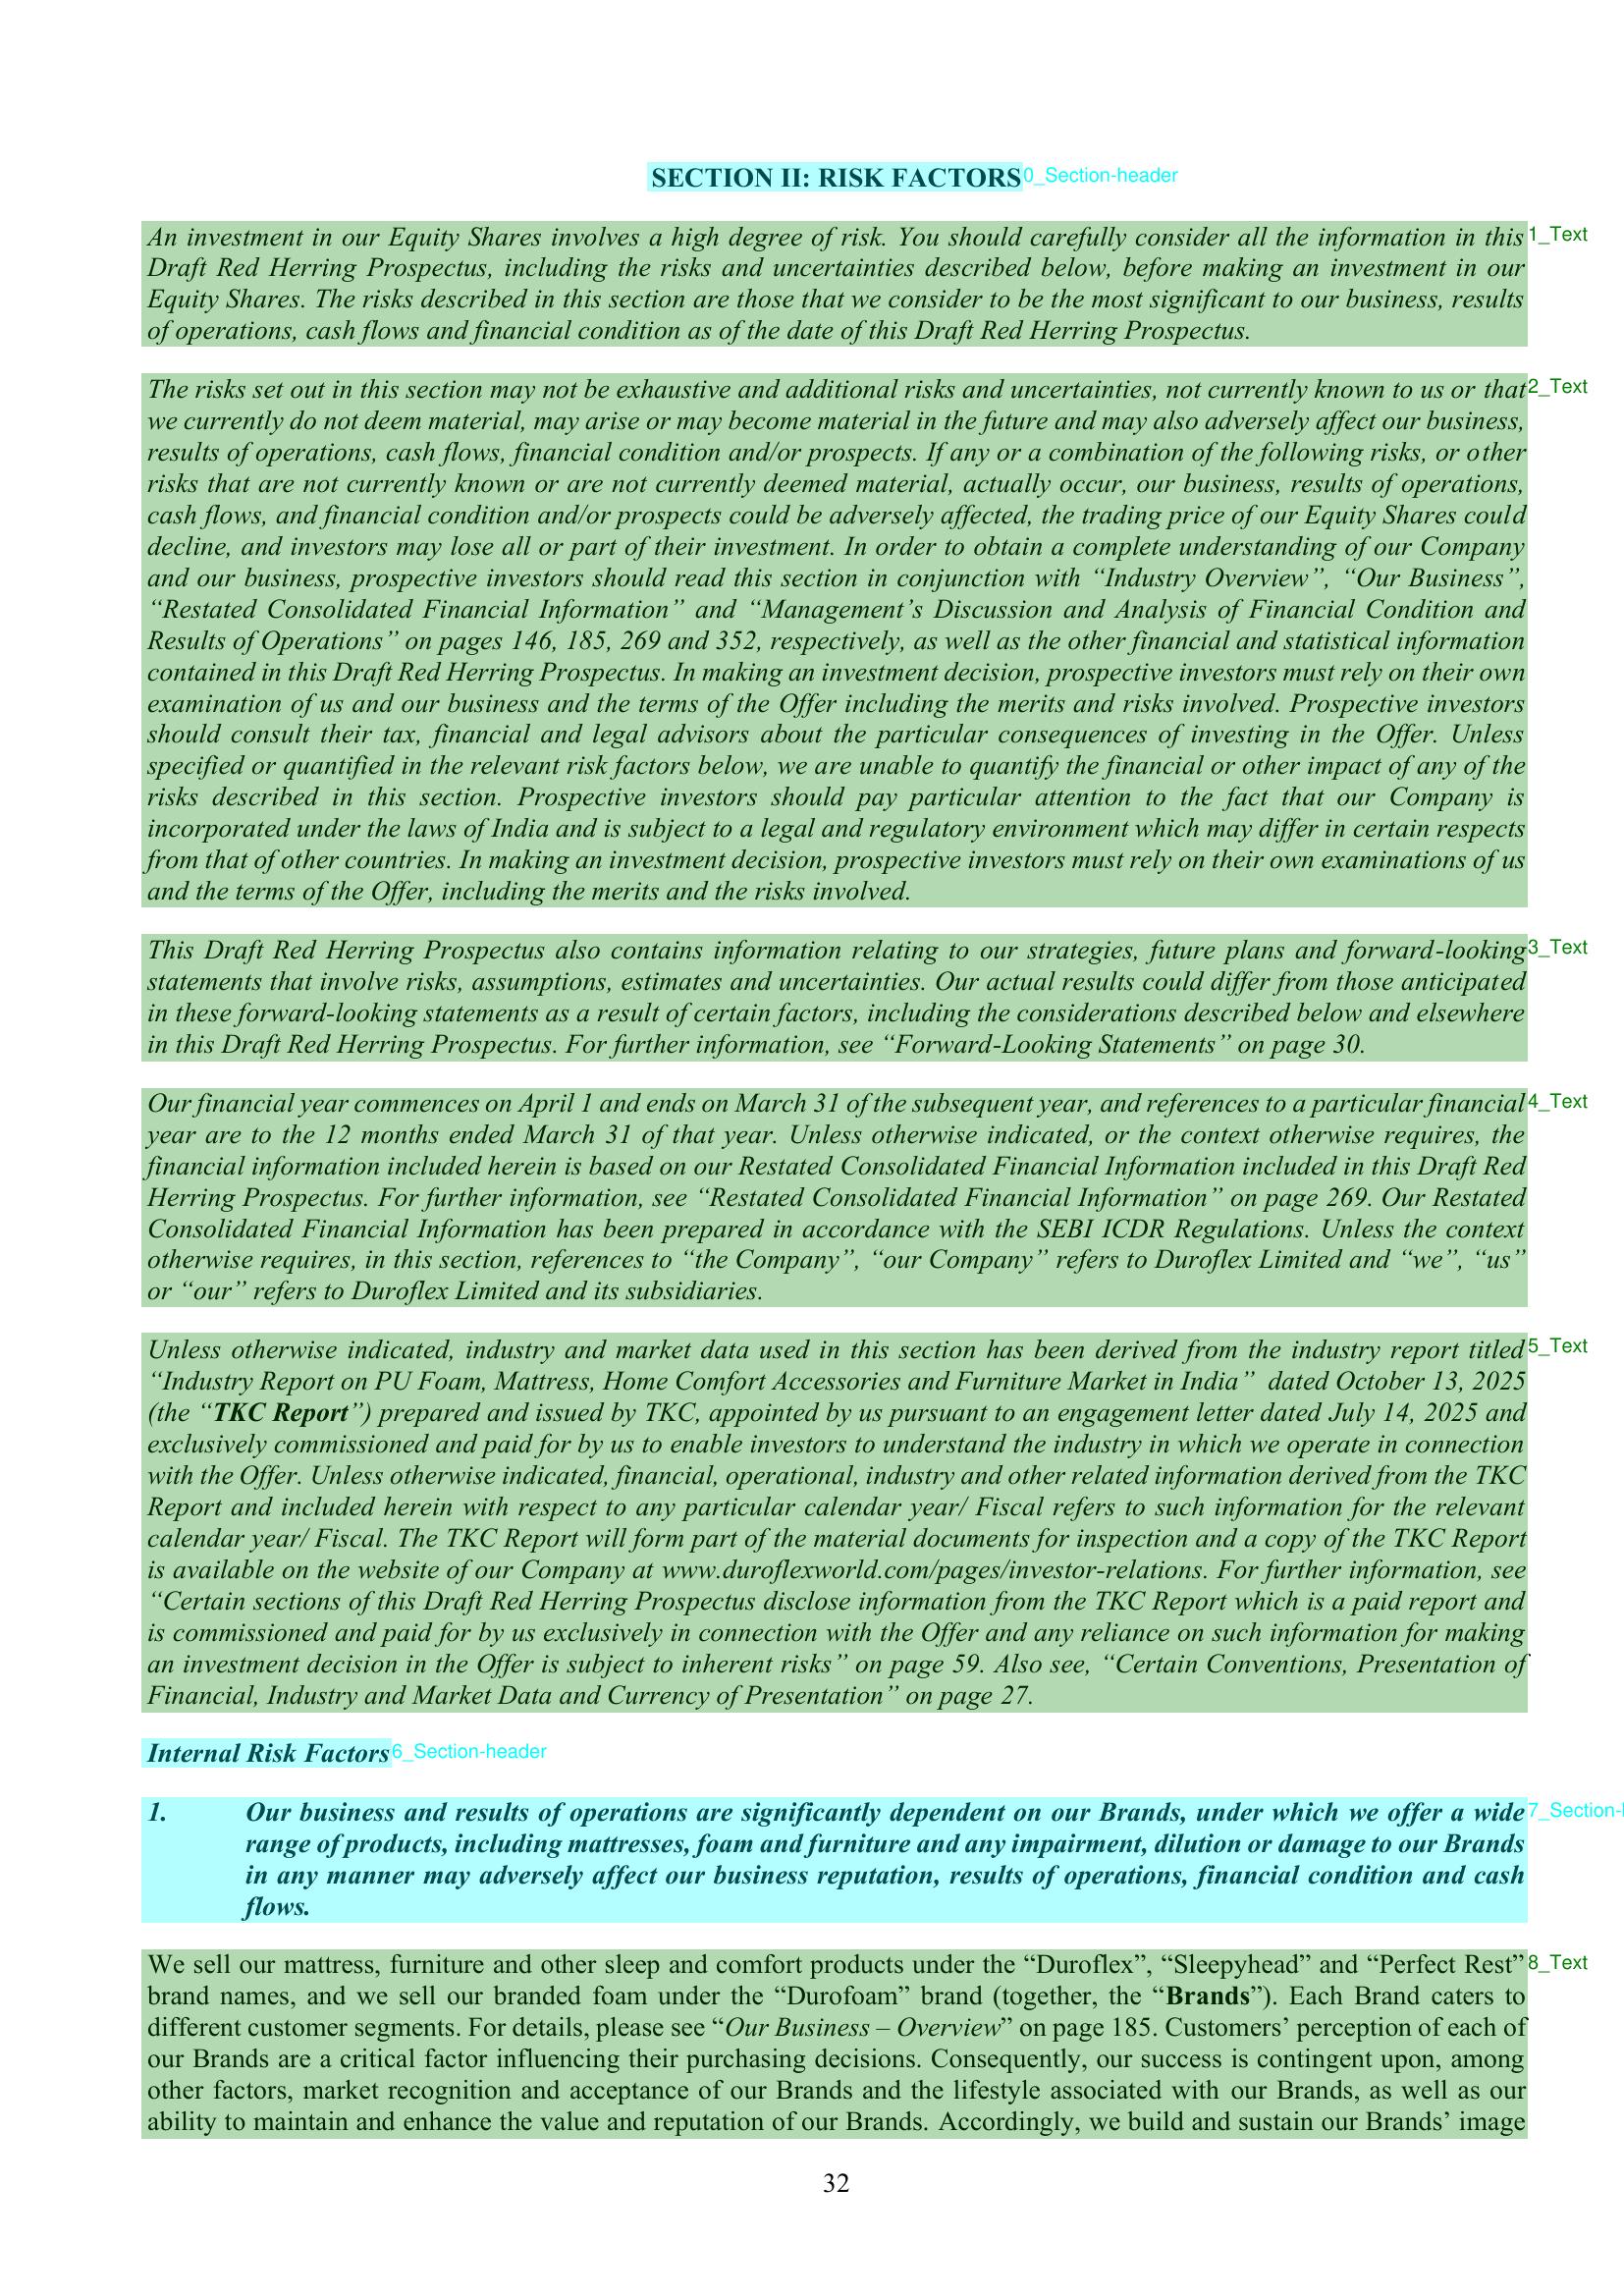 SECTION II: RISK FACTORS
0_Section-header
An investment in our Equity Shares involves a high degree of risk. You should carefully consider all the information in this
1_Text
Draft Red Herring Prospectus, including the risks and uncertainties described below, before making an investment in our
Equity Shares. The risks described in this section are those that we consider to be the most significant to our business, results
of operations, cash flows and financial condition as of the date of this Draft Red Herring Prospectus.
The risks set out in this section may not be exhaustive and additional risks and uncertainties, not currently known to us or that
2_Text
we currently do not deem material, may arise or may become material in the future and may also adversely affect our business,
results of operations, cash flows, financial condition and/or prospects. If any or a combination of the following risks, or other
risks that are not currently known or are not currently deemed material, actually occur, our business, results of operations,
cash flows, and financial condition and/or prospects could be adversely affected, the trading price of our Equity Shares could
decline, and investors may lose all or part of their investment. In order to obtain a complete understanding of our Company
and our business, prospective investors should read this section in conjunction with “Industry Overview”, “Our Business”,
“Restated Consolidated Financial Information” and “Management’s Discussion and Analysis of Financial Condition and
Results of Operations” on pages 146, 185, 269 and 352, respectively, as well as the other financial and statistical information
contained in this Draft Red Herring Prospectus. In making an investment decision, prospective investors must rely on their own
examination of us and our business and the terms of the Offer including the merits and risks involved. Prospective investors
should consult their tax, financial and legal advisors about the particular consequences of investing in the Offer. Unless
specified or quantified in the relevant risk factors below, we are unable to quantify the financial or other impact of any of the
risks described in this section. Prospective investors should pay particular attention to the fact that our Company is
incorporated under the laws of India and is subject to a legal and regulatory environment which may differ in certain respects
from that of other countries. In making an investment decision, prospective investors must rely on their own examinations of us
and the terms of the Offer, including the merits and the risks involved.
This Draft Red Herring Prospectus also contains information relating to our strategies, future plans and forward-looking
3_Text
statements that involve risks, assumptions, estimates and uncertainties. Our actual results could differ from those anticipated
in these forward-looking statements as a result of certain factors, including the considerations described below and elsewhere
in this Draft Red Herring Prospectus. For further information, see “Forward-Looking Statements” on page 30.
Our financial year commences on April 1 and ends on March 31 of the subsequent year, and references to a particular financial
4_Text
year are to the 12 months ended March 31 of that year. Unless otherwise indicated, or the context otherwise requires, the
financial information included herein is based on our Restated Consolidated Financial Information included in this Draft Red
Herring Prospectus. For further information, see “Restated Consolidated Financial Information” on page 269. Our Restated
Consolidated Financial Information has been prepared in accordance with the SEBI ICDR Regulations. Unless the context
otherwise requires, in this section, references to “the Company”, “our Company” refers to Duroflex Limited and “we”, “us”
or “our” refers to Duroflex Limited and its subsidiaries.
Unless otherwise indicated, industry and market data used in this section has been derived from the industry report titled
5_Text
“Industry Report on PU Foam, Mattress, Home Comfort Accessories and Furniture Market in India” dated October 13, 2025
(the “TKC Report”) prepared and issued by TKC, appointed by us pursuant to an engagement letter dated July 14, 2025 and
exclusively commissioned and paid for by us to enable investors to understand the industry in which we operate in connection
with the Offer. Unless otherwise indicated, financial, operational, industry and other related information derived from the TKC
Report and included herein with respect to any particular calendar year/ Fiscal refers to such information for the relevant
calendar year/ Fiscal. The TKC Report will form part of the material documents for inspection and a copy of the TKC Report
is available on the website of our Company at www.duroflexworld.com/pages/investor-relations. For further information, see
“Certain sections of this Draft Red Herring Prospectus disclose information from the TKC Report which is a paid report and
is commissioned and paid for by us exclusively in connection with the Offer and any reliance on such information for making
an investment decision in the Offer is subject to inherent risks” on page 59. Also see, “Certain Conventions, Presentation of
Financial, Industry and Market Data and Currency of Presentation” on page 27.
Internal Risk Factors
6_Section-header
1. Our business and results of operations are significantly dependent on our Brands, under which we offer a wide
7_Section-
range of products, including mattresses, foam and furniture and any impairment, dilution or damage to our Brands
in any manner may adversely affect our business reputation, results of operations, financial condition and cash
flows.
We sell our mattress, furniture and other sleep and comfort products under the “Duroflex”, “Sleepyhead” and “Perfect Rest”
8_Text
brand names, and we sell our branded foam under the “Durofoam” brand (together, the “Brands”). Each Brand caters to
different customer segments. For details, please see “Our Business – Overview” on page 185. Customers’ perception of each of
our Brands are a critical factor influencing their purchasing decisions. Consequently, our success is contingent upon, among
other factors, market recognition and acceptance of our Brands and the lifestyle associated with our Brands, as well as our
ability to maintain and enhance the value and reputation of our Brands. Accordingly, we build and sustain our Brands’ image
32